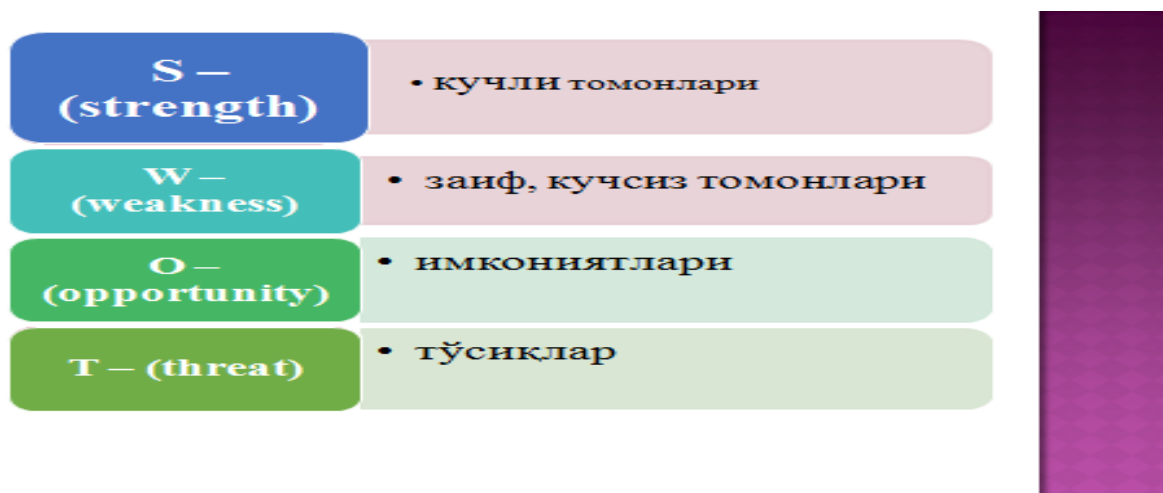 S –
(strength)
• кучли томонлари
W –
(weakness)
• заиф, кучсиз томонлари
O –
(opportunity)
• имкониятлари
T – (threat)
• тўсиқлар